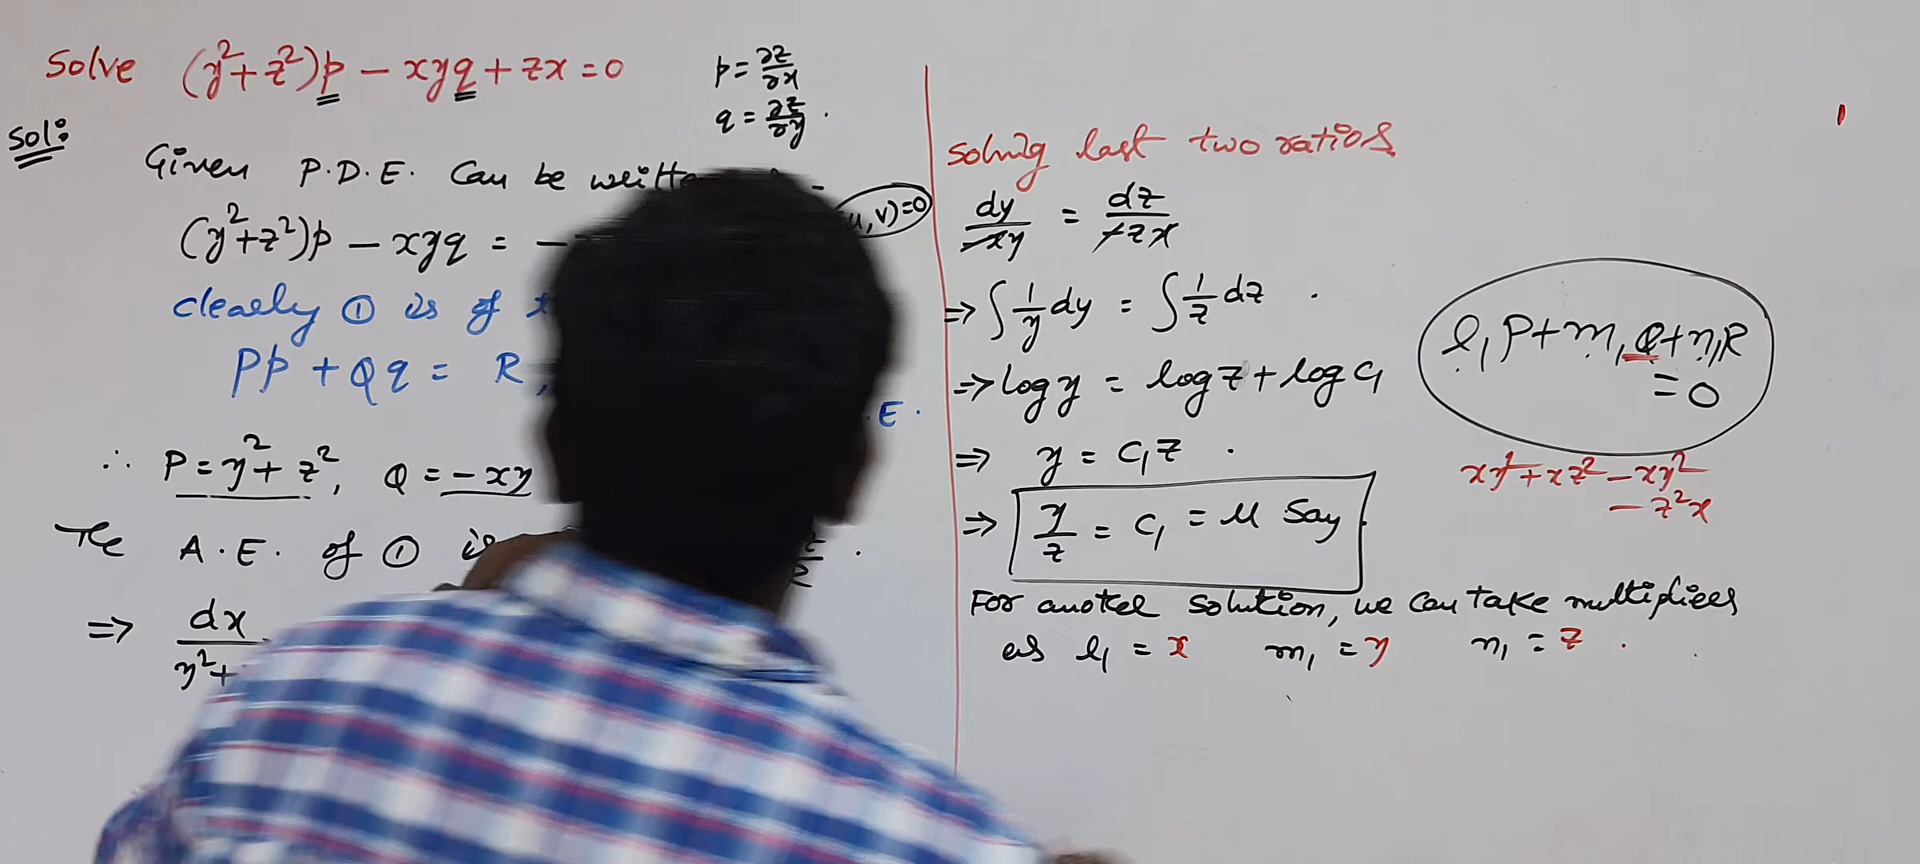 Solve (y²+z²)p − xyq + zx = 0
p = ∂z/∂x
q = ∂z/∂y .
Sol:
Given P.D.E. Can be
(y²+z²)p − xyq = −
(u,v)=0
clearly ① is of
Pp + Qq = R,
E.
∴ P = y²+z², Q = −xy
The A.E. of ① is
⇒ dx
y²+
Solving last two ratios
dy/−xy = dz/−zx
⇒ ∫ 1/y dy = ∫ 1/z dz .
⇒ log y = log z + log c₁
⇒ y = c₁z .
⇒ y/z = c₁ = u Say
l₁P+m₁Q+n₁R
= 0
xy²+xz²−xy²
−z²x
For another solution, we can take multipliers
as l₁ = x m₁ = y n₁ = z .